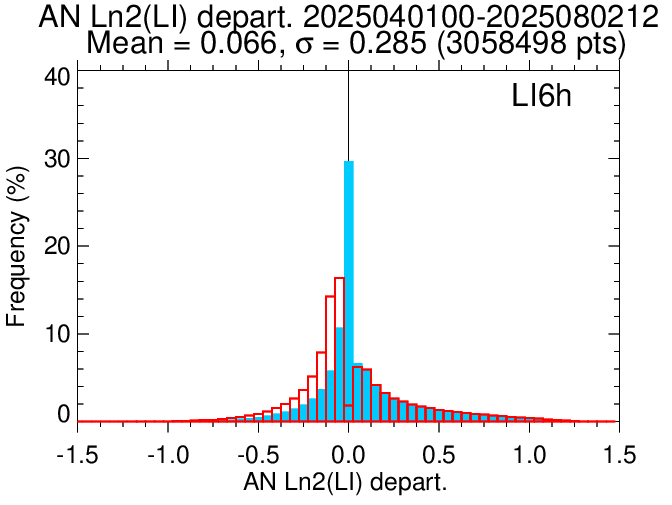 AN Ln2(LI) depart. 2025040100-2025080212
Mean = 0.066, σ = 0.285 (3058498 pts)
LI6h
Frequency (%)
40
30
20
10
0
-1.5 -1.0 -0.5 0.0 0.5 1.0 1.5
AN Ln2(LI) depart.